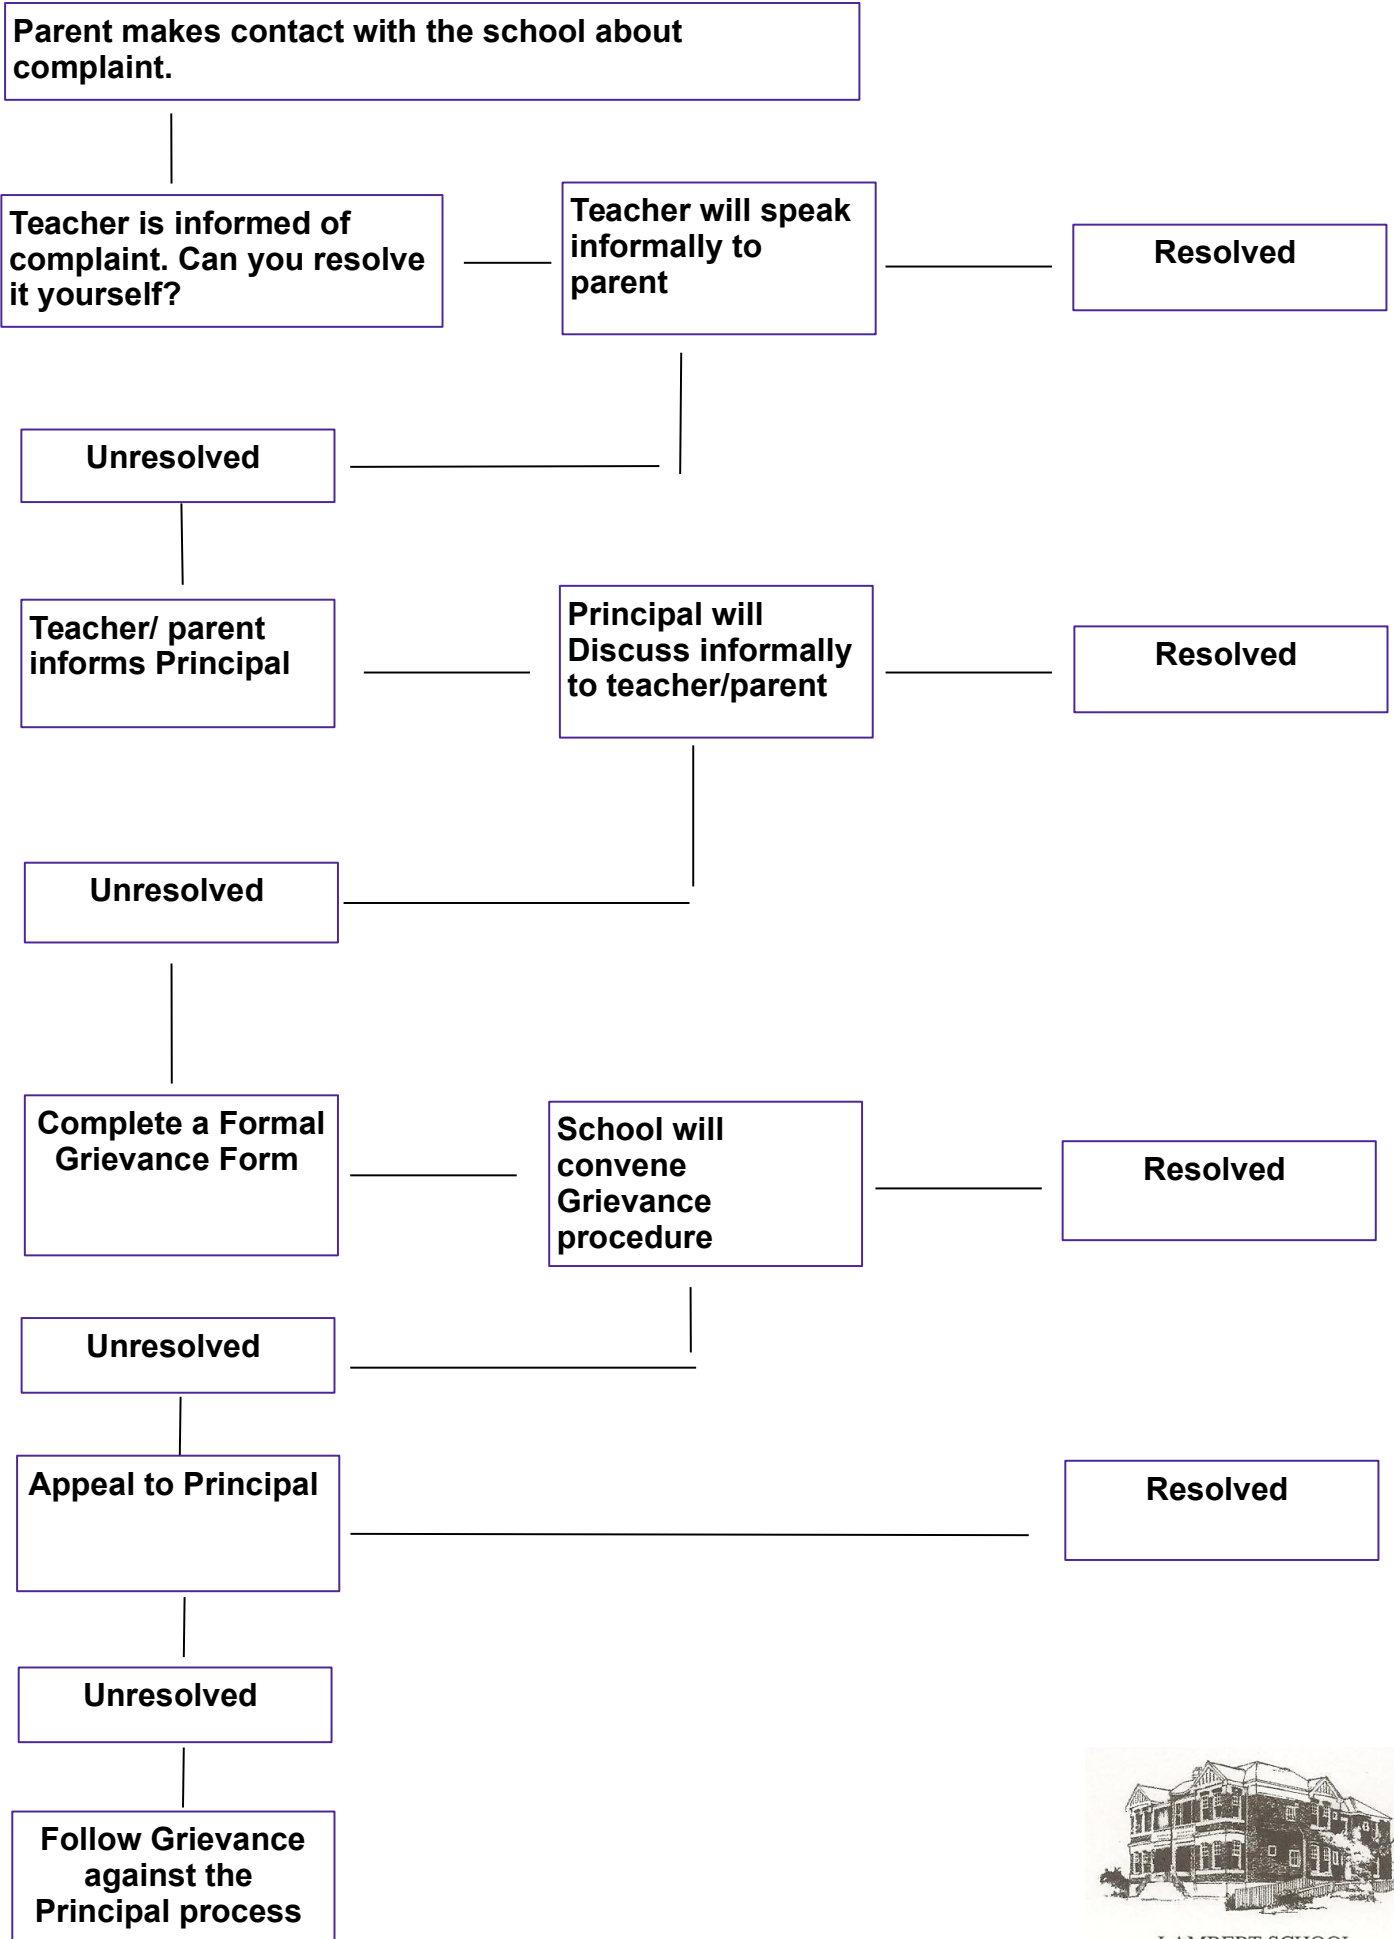 Parent makes contact with the school about
complaint.
Teacher is informed of
complaint. Can you resolve
it yourself?
Teacher will speak
informally to
parent
Resolved
Unresolved
Teacher/ parent
informs Principal
Principal will
Discuss informally
to teacher/parent
Resolved
Unresolved
Complete a Formal
Grievance Form
School will
convene
Grievance
procedure
Resolved
Unresolved
Appeal to Principal
Resolved
Unresolved
Follow Grievance
against the
Principal process
LAMBERT SCHOOL